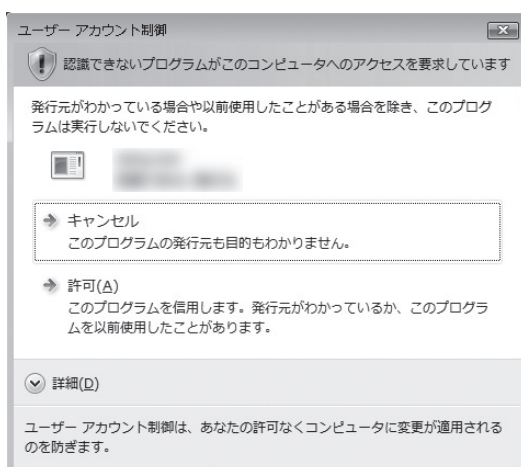 ユーザー アカウント制御
認識できないプログラムがこのコンピュータへのアクセスを要求しています
発行元がわかっている場合や以前使用したことがある場合を除き、このプログ
ラムは実行しないでください。
キャンセル
このプログラムの発行元も目的もわかりません。
許可(A)
このプログラムを信用します。発行元がわかっているか、このプログラ
ムを以前使用したことがあります。
詳細(D)
ユーザー アカウント制御は、あなたの許可なくコンピュータに変更が適用される
のを防ぎます。